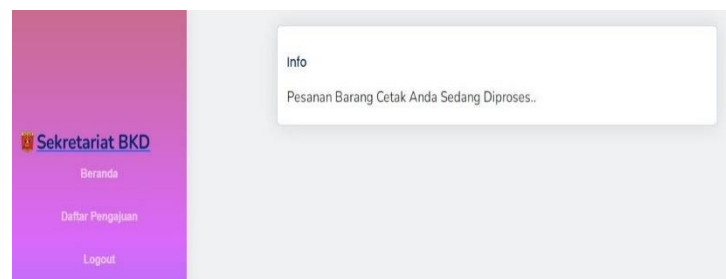 Sekretariat BKD
Beranda
Daftar Pengajuan
Logout
Info
Pesanan Barang Cetak Anda Sedang Diproses..